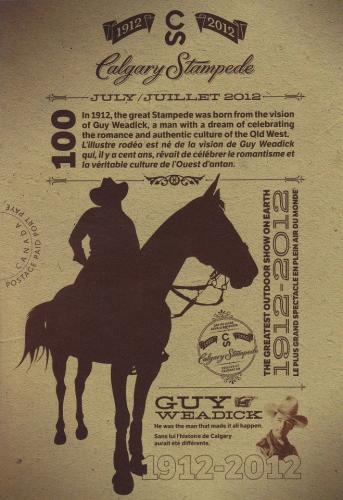 1912 CS 2012
Calgary Stampede
JULY/JUILLET 2012
100
In 1912, the great Stampede was born from the vision
of Guy Weadick, a man with a dream of celebrating
the romance and authentic culture of the Old West.
L'illustre rodéo est né de la vision de Guy Weadick
qui, il y a cent ans, rêvait de célébrer le romantisme et
la véritable culture de l'Ouest d'antan.
CANADA
POSTAGE PAID PORT PAYÉ
THE GREATEST OUTDOOR SHOW ON EARTH
1912-2012
LE PLUS GRAND SPECTACLE EN PLEIN AIR DU MONDE
CS
Calgary Stampede
GUY
WEADICK
He was the man that made it all happen.
Sans lui l'histoire de Calgary
aurait été différente.
1912-2012